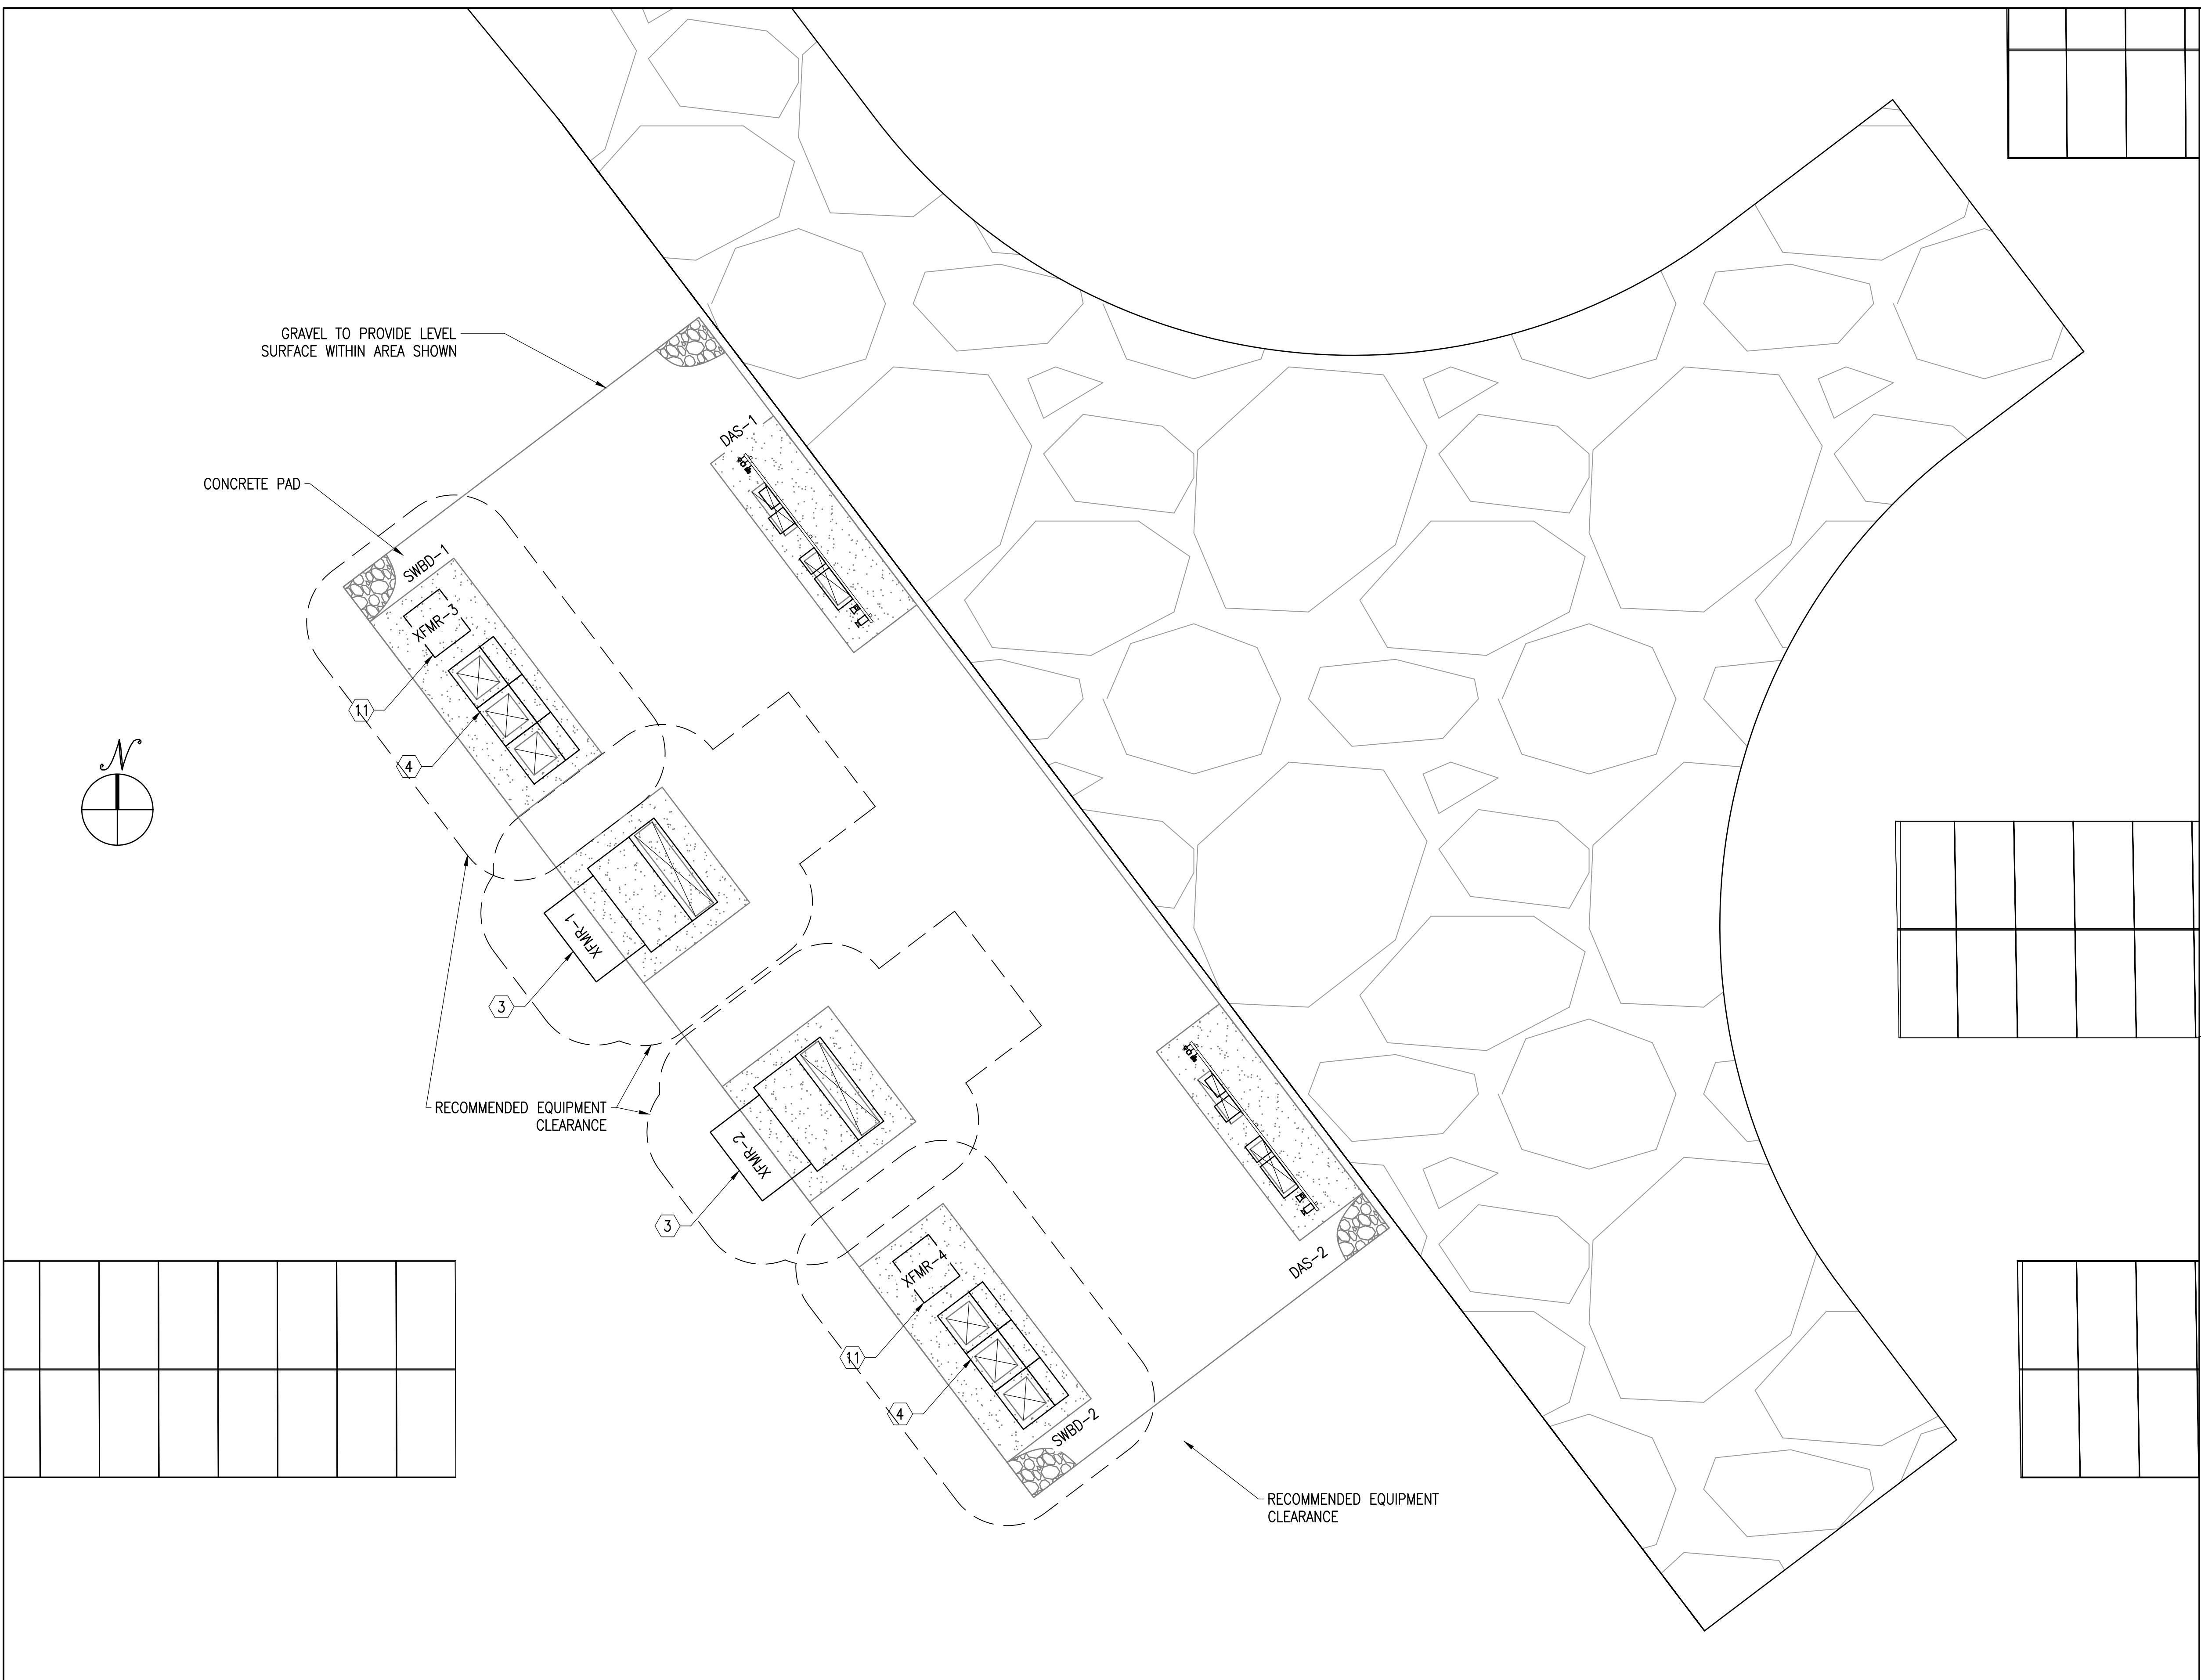 GRAVEL TO PROVIDE LEVEL
SURFACE WITHIN AREA SHOWN
DAS-1
CONCRETE PAD
SWBD-1
XFMR-3
11
4
N
XFMR-1
3
RECOMMENDED EQUIPMENT
CLEARANCE
XFMR-2
3
XFMR-4
DAS-2
11
4
SWBD-2
RECOMMENDED EQUIPMENT
CLEARANCE